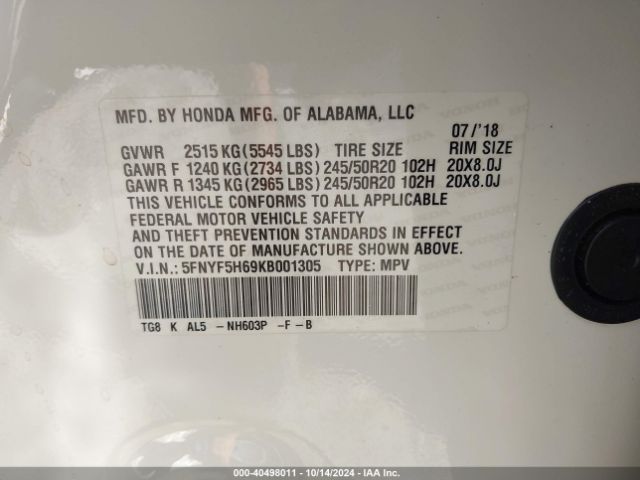 MFD. BY HONDA MFG. OF ALABAMA, LLC
07/'18
GVWR 2515 KG (5545 LBS) TIRE SIZE RIM SIZE
GAWR F 1240 KG (2734 LBS) 245/50R20 102H 20X8.0J
GAWR R 1345 KG (2965 LBS) 245/50R20 102H 20X8.0J
THIS VEHICLE CONFORMS TO ALL APPLICABLE
FEDERAL MOTOR VEHICLE SAFETY
AND THEFT PREVENTION STANDARDS IN EFFECT
ON THE DATE OF MANUFACTURE SHOWN ABOVE.
V.I.N.: 5FNYF5H69KB001305 TYPE: MPV
TG8 K AL5 - NH603P -F - B
000-40498011 - 10/14/2024 - IAA Inc.